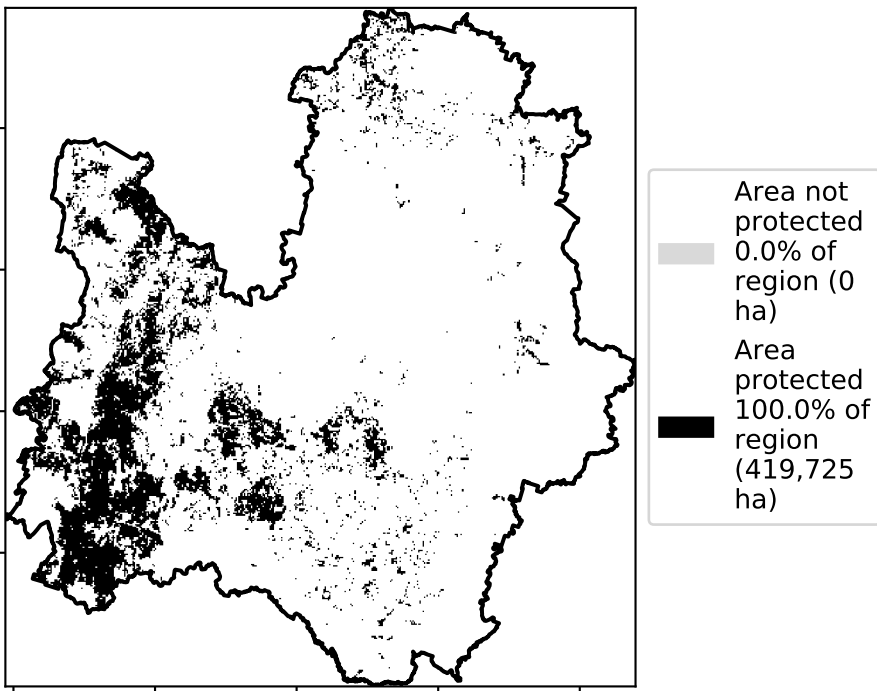 Area not
protected
0.0% of
region (0
ha)
Area
protected
100.0% of
region
(419,725
ha)